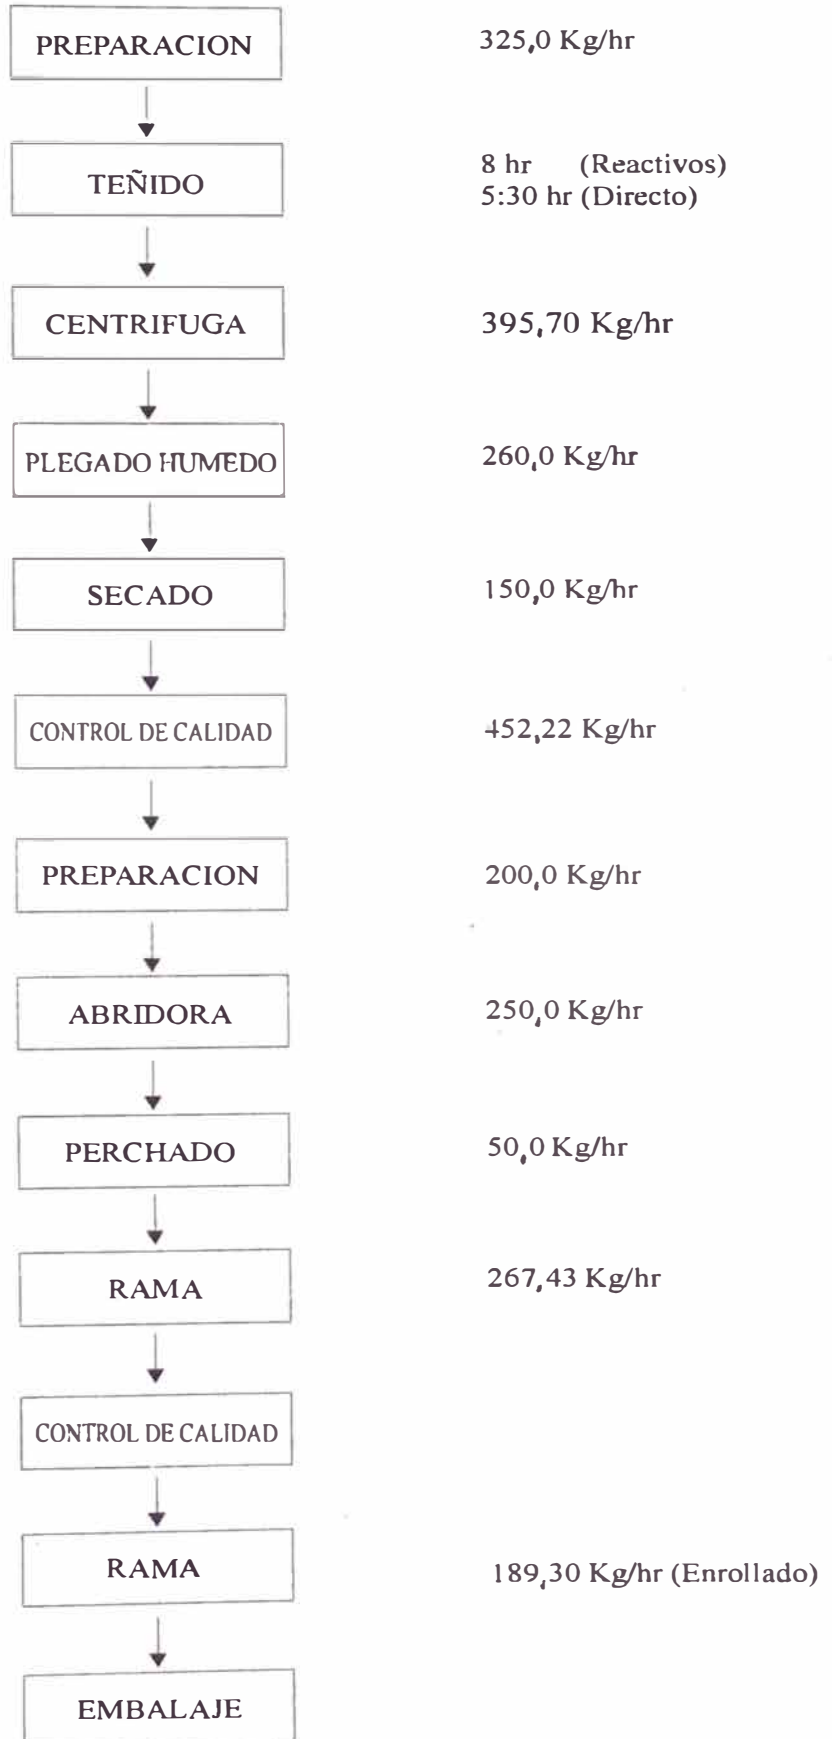 PREPARACION 325,0 Kg/hr
TEÑIDO 8 hr (Reactivos)
5:30 hr (Directo)
CENTRIFUGA 395,70 Kg/hr
PLEGADO HUMEDO 260,0 Kg/hr
SECADO 150,0 Kg/hr
CONTROL DE CALIDAD 452,22 Kg/hr
PREPARACION 200,0 Kg/hr
ABRIDORA 250,0 Kg/hr
PERCHADO 50,0 Kg/hr
RAMA 267,43 Kg/hr
CONTROL DE CALIDAD
RAMA 189,30 Kg/hr (Enrollado)
EMBALAJE